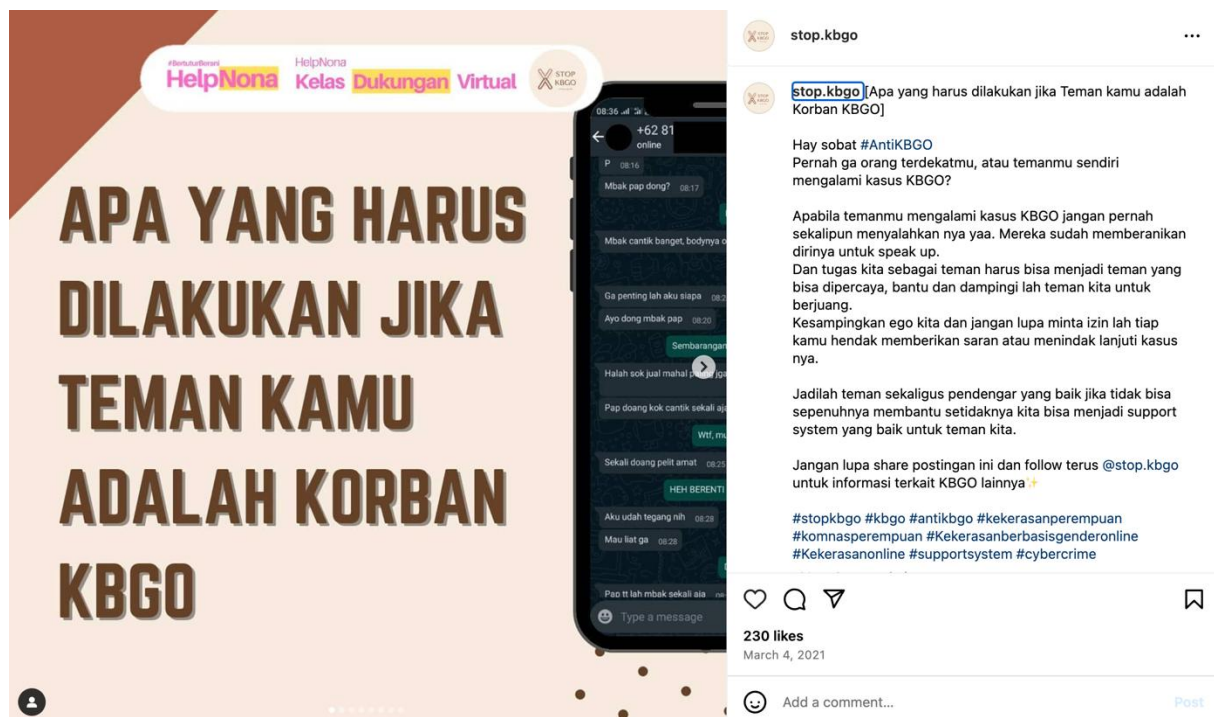 #BertuturBerani
HelpNona
HelpNona
Kelas Dukungan Virtual
STOP
KBGO
APA YANG HARUS
DILAKUKAN JIKA
TEMAN KAMU
ADALAH KORBAN
KBGO
08:36
+62 81
online
P 08:16
Mbak pap dong? 08:17
Mbak cantik banget, bodynya
Ga penting lah aku siapa
Ayo dong mbak pap 08:20
Sembarangan
Halah sok jual mahal
Pap doang kok cantik sekali
Wtf,
Sekali doang pelit amat 08:25
HEH BERENTI
Aku udah tegang nih 08:28
Mau liat ga 08:28
Pap tt lah mbak sekali aja
Type a message
stop.kbgo
stop.kbgo [Apa yang harus dilakukan jika Teman kamu adalah
Korban KBGO]
Hay sobat #AntiKBGO
Pernah ga orang terdekatmu, atau temanmu sendiri
mengalami kasus KBGO?
Apabila temanmu mengalami kasus KBGO jangan pernah
sekalipun menyalahkan nya yaa. Mereka sudah memberanikan
dirinya untuk speak up.
Dan tugas kita sebagai teman harus bisa menjadi teman yang
bisa dipercaya, bantu dan dampingi lah teman kita untuk
berjuang.
Kesampingkan ego kita dan jangan lupa minta izin lah tiap
kamu hendak memberikan saran atau menindak lanjuti kasus
nya.
Jadilah teman sekaligus pendengar yang baik jika tidak bisa
sepenuhnya membantu setidaknya kita bisa menjadi support
system yang baik untuk teman kita.
Jangan lupa share postingan ini dan follow terus @stop.kbgo
untuk informasi terkait KBGO lainnya✨
#stopkbgo #kbgo #antikbgo #kekerasanperempuan
#komnasperempuan #Kekerasanberbasisgenderonline
#Kekerasanonline #supportsystem #cybercrime
230 likes
March 4, 2021
Add a comment...
Post